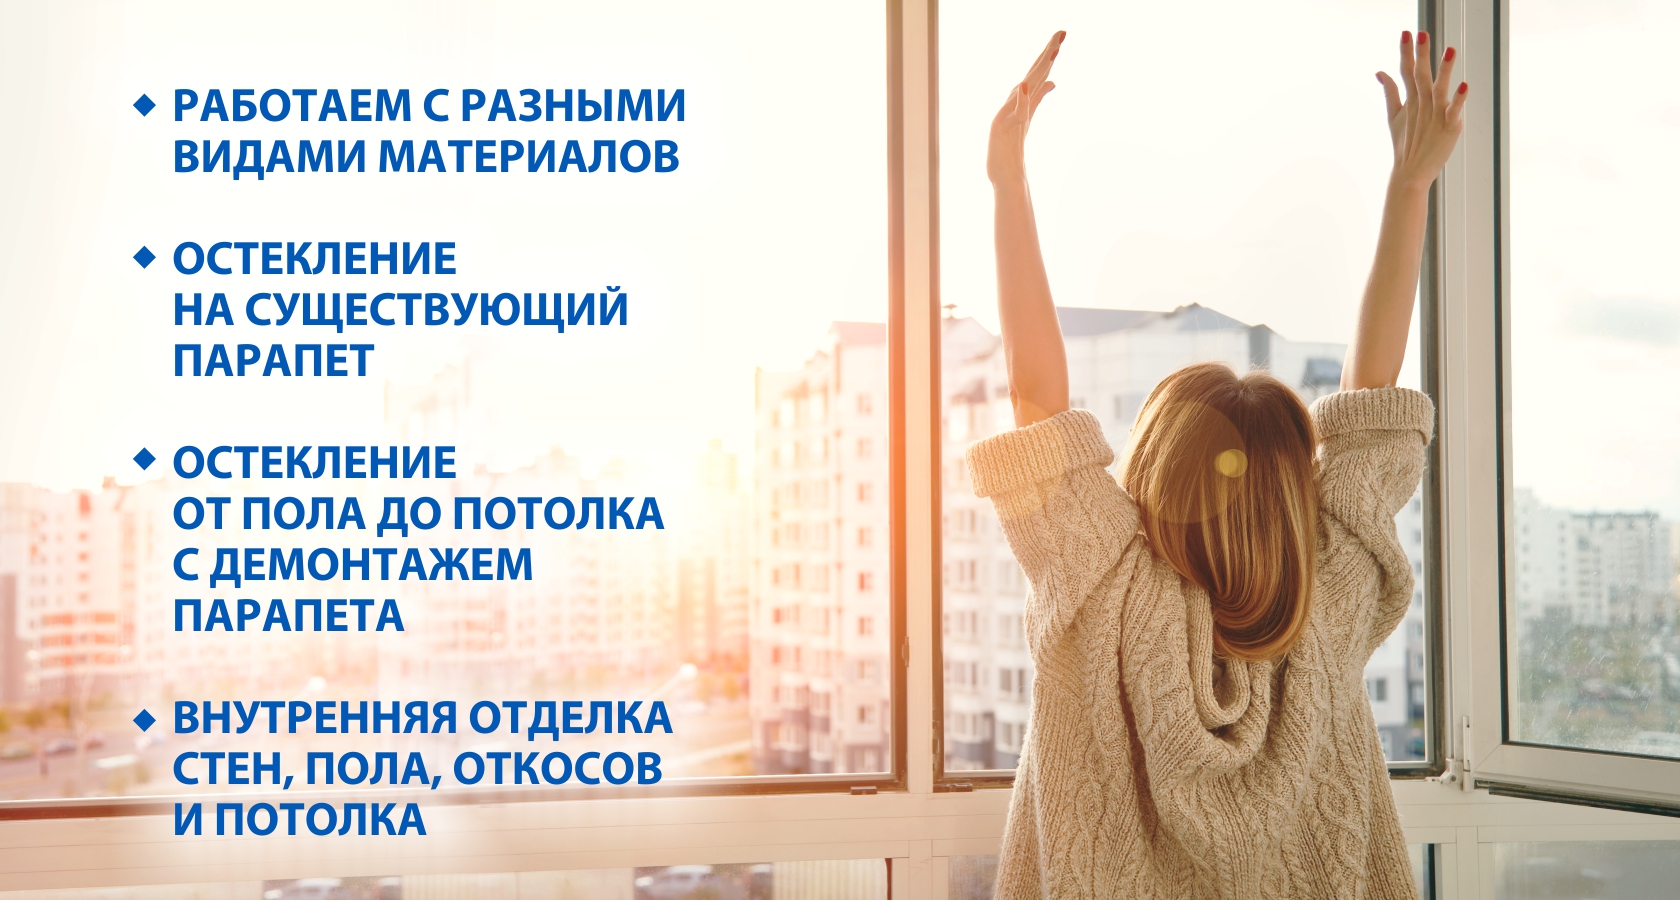 РАБОТАЕМ С РАЗНЫМИ
ВИДАМИ МАТЕРИАЛОВ
ОСТЕКЛЕНИЕ
НА СУЩЕСТВУЮЩИЙ
ПАРАПЕТ
ОСТЕКЛЕНИЕ
ОТ ПОЛА ДО ПОТОЛКА
С ДЕМОНТАЖЕМ
ПАРАПЕТА
ВНУТРЕННЯЯ ОТДЕЛКА
СТЕН, ПОЛА, ОТКОСОВ
И ПОТОЛКА